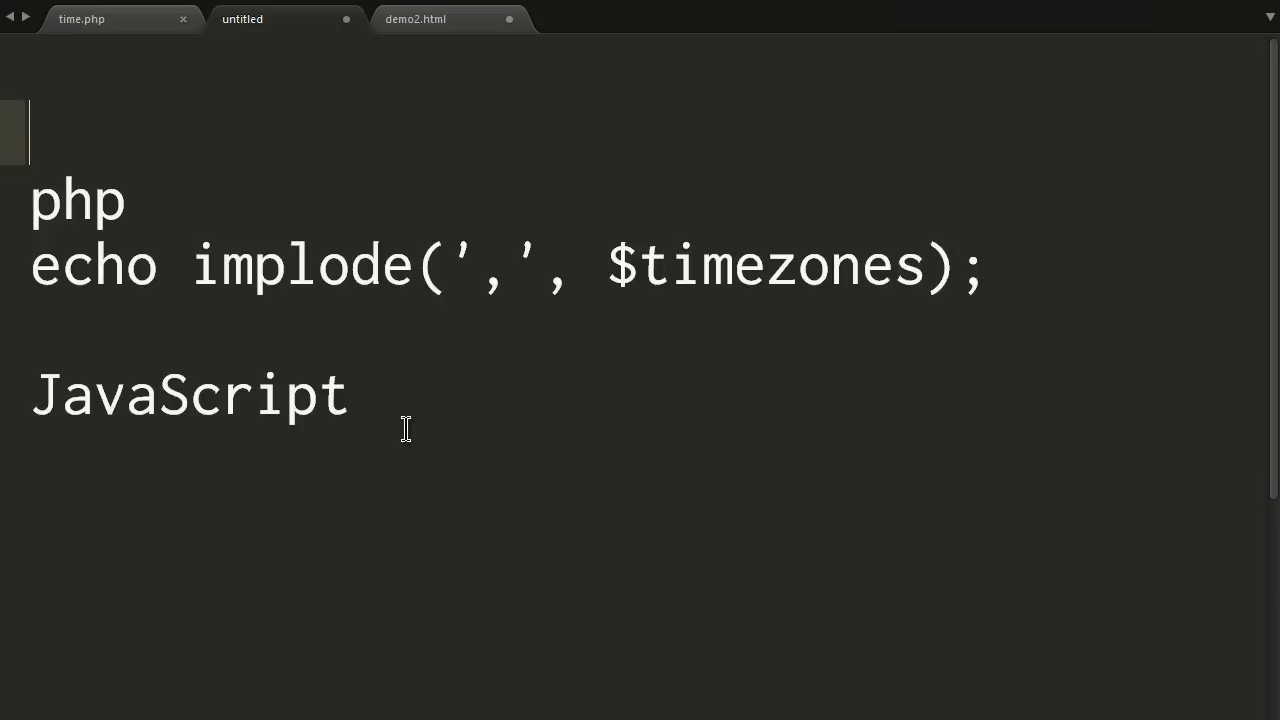 time.php
untitled
demo2.html
php
echo implode(',', $timezones);
JavaScript